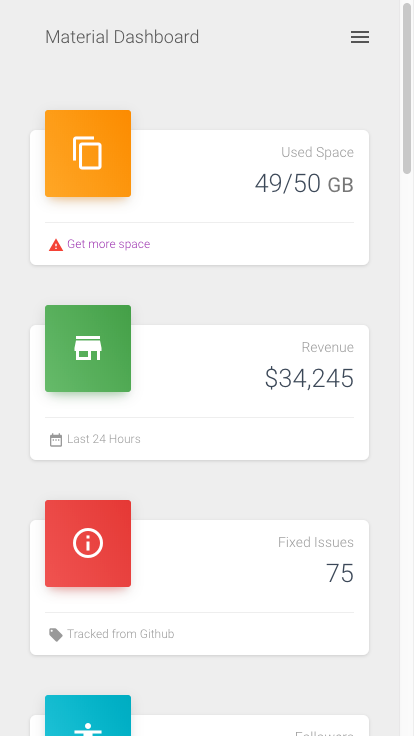 Material Dashboard
Used Space
49/50 GB
Get more space
Revenue
$34,245
Last 24 Hours
Fixed Issues
75
Tracked from Github
Followers